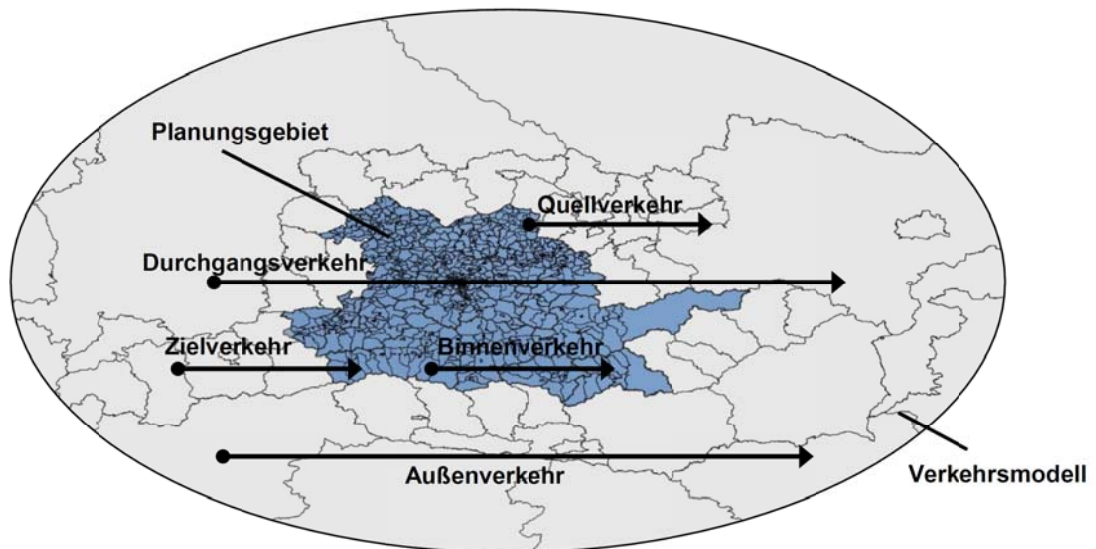 Planungsgebiet
Quellverkehr
Durchgangsverkehr
Zielverkehr
Binnenverkehr
Außenverkehr
Verkehrsmodell